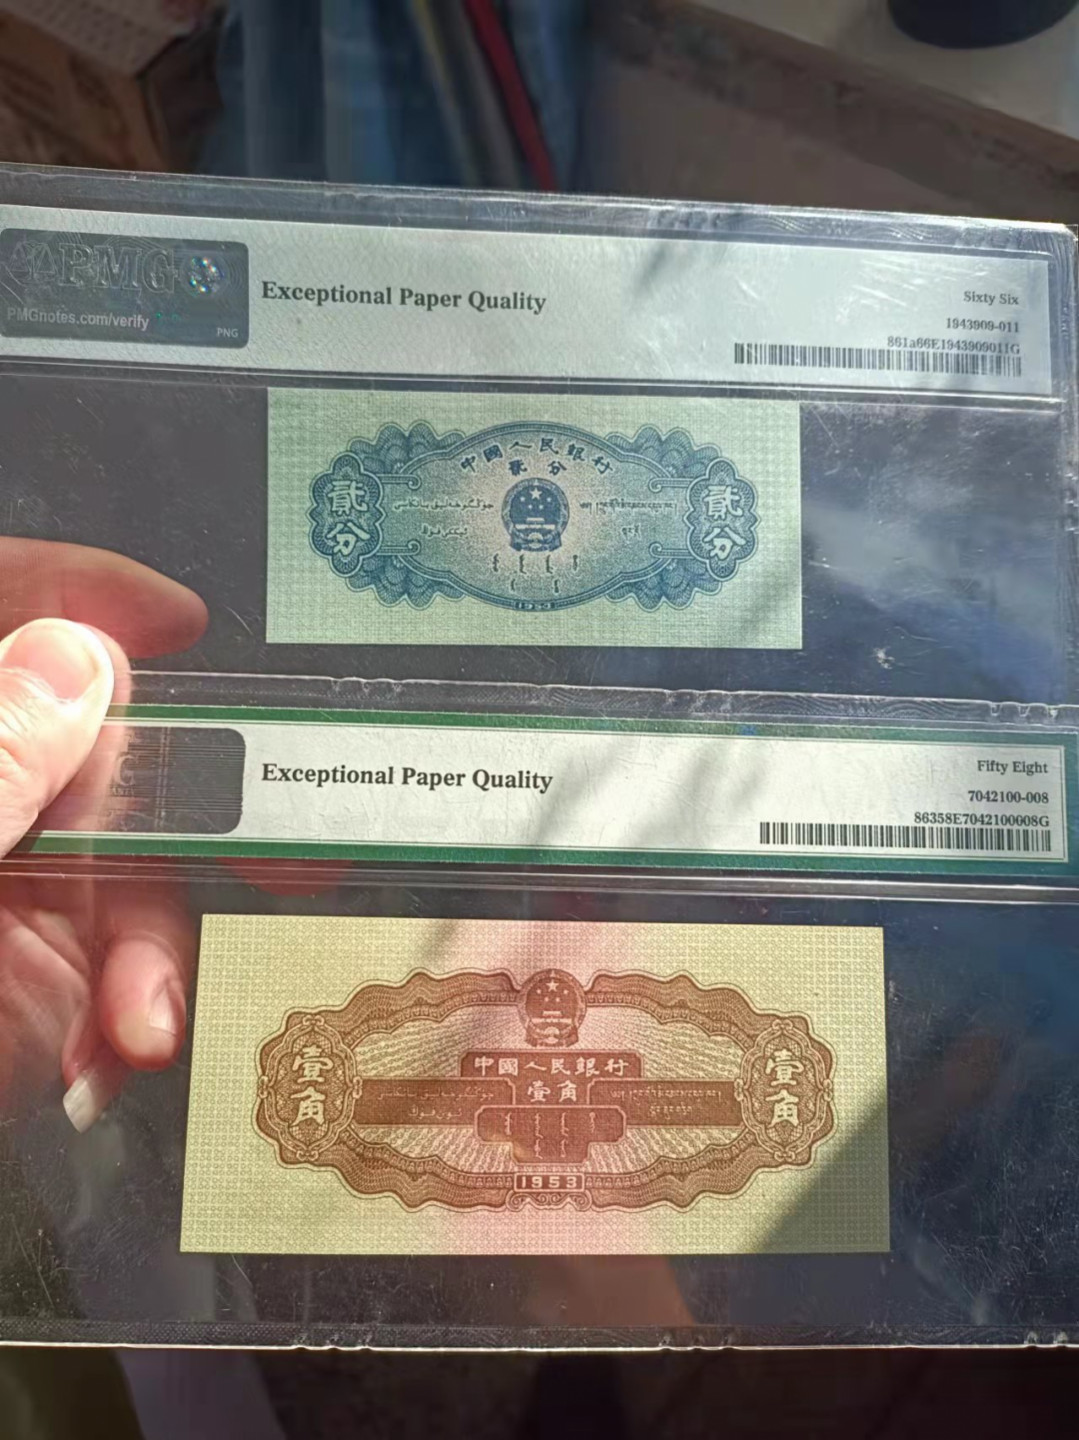 PMG
PMGnotes.com/verify
PNG
Exceptional Paper Quality
Sixty Six
1943909-011
861a66E1943909011G
中國人民銀行
貳分
貳分
貳分
1953
Exceptional Paper Quality
Fifty Eight
7042100-008
86358E7042100008G
中國人民銀行
壹角
壹角
壹角
1953